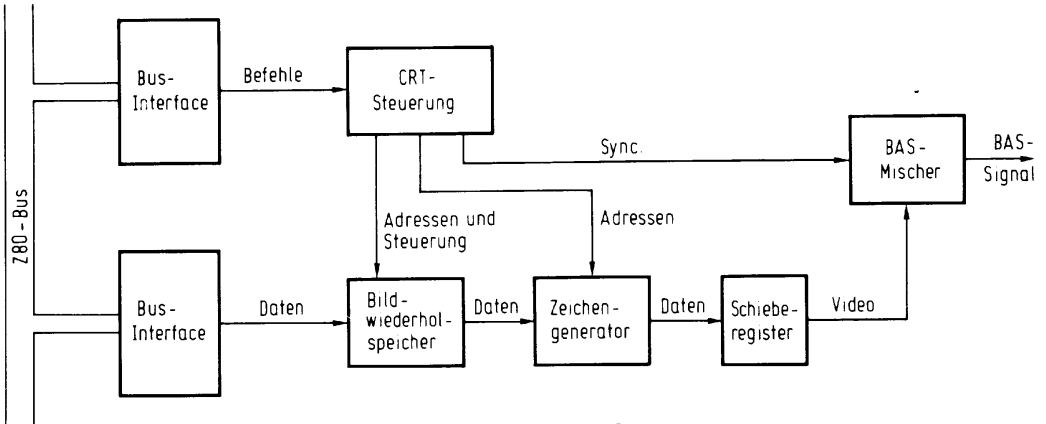 Z80-Bus
Bus-
Interface
Befehle
CRT-
Steuerung
Sync.
BAS-
Mischer
BAS-
Signal
Adressen und
Steuerung
Adressen
Bus-
Interface
Daten
Bild-
wiederhol-
speicher
Daten
Zeichen-
generator
Daten
Schiebe-
register
Video